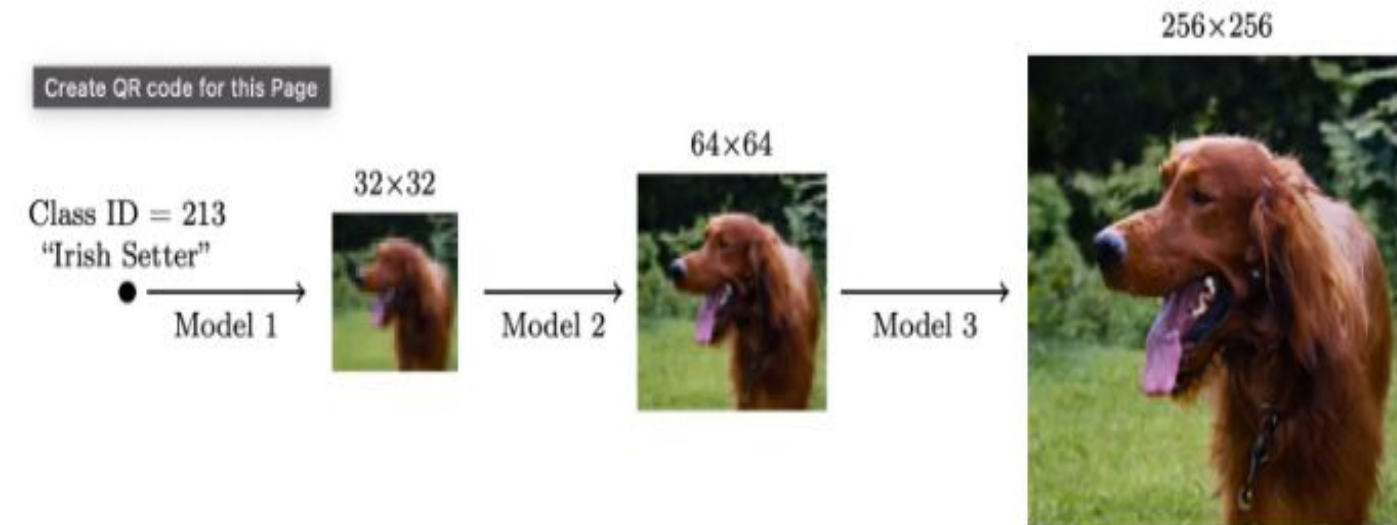 256×256
Create QR code for this Page
64×64
32×32
Class ID = 213
“Irish Setter”
Model 1
Model 2
Model 3